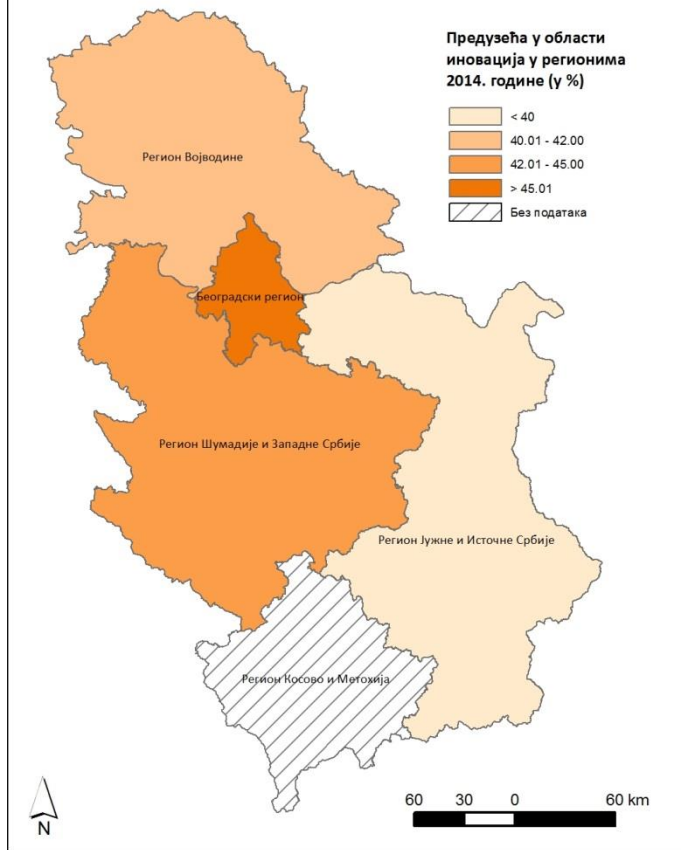 Предузећа у области
иновација у регионима
2014. године (у %)
< 40
40.01 - 42.00
42.01 - 45.00
> 45.01
Без података
Регион Војводине
Београдски регион
Регион Шумадије и Западне Србије
Регион Јужне и Источне Србије
Регион Косово и Метохија
N
60 30 0 60 km